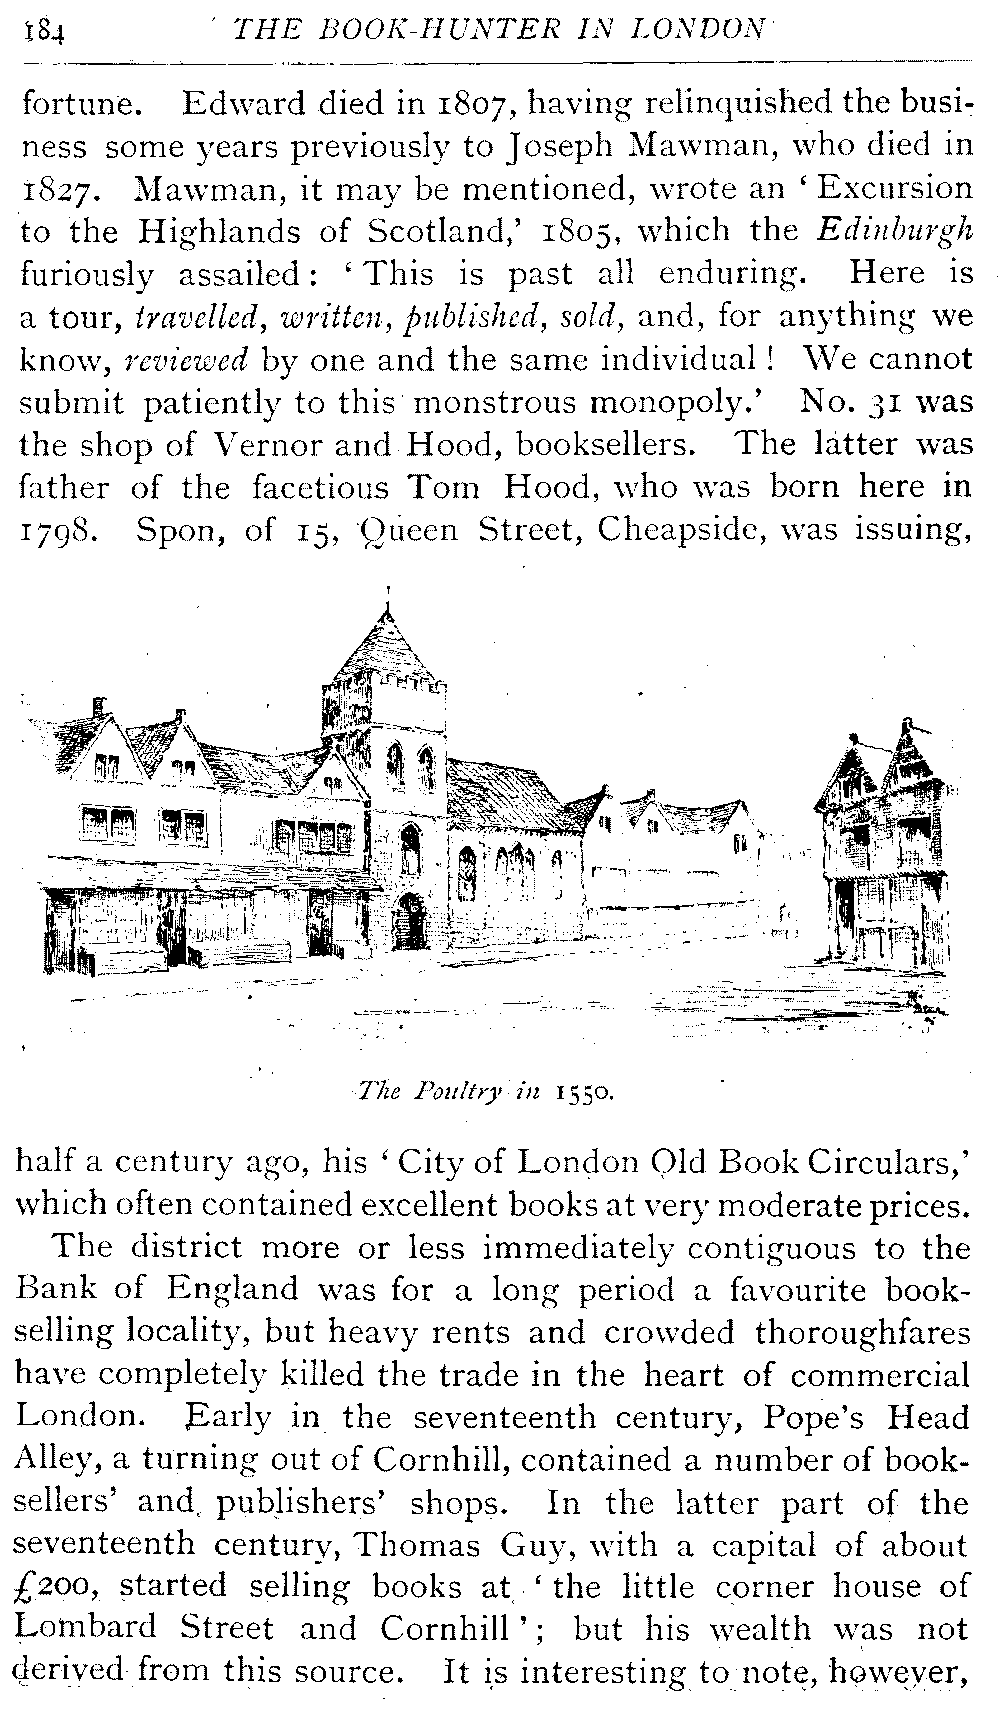 184 THE BOOK-HUNTER IN LONDON
fortune. Edward died in 1807, having relinquished the busi-
ness some years previously to Joseph Mawman, who died in
1827. Mawman, it may be mentioned, wrote an ‘Excursion
to the Highlands of Scotland,’ 1805, which the Edinburgh
furiously assailed: ‘This is past all enduring. Here is
a tour, travelled, written, published, sold, and, for anything we
know, reviewed by one and the same individual! We cannot
submit patiently to this monstrous monopoly.’ No. 31 was
the shop of Vernor and Hood, booksellers. The latter was
father of the facetious Tom Hood, who was born here in
1798. Spon, of 15, Queen Street, Cheapside, was issuing,
The Poultry in 1550.
half a century ago, his ‘City of London Old Book Circulars,’
which often contained excellent books at very moderate prices.
The district more or less immediately contiguous to the
Bank of England was for a long period a favourite book-
selling locality, but heavy rents and crowded thoroughfares
have completely killed the trade in the heart of commercial
London. Early in the seventeenth century, Pope’s Head
Alley, a turning out of Cornhill, contained a number of book-
sellers’ and publishers’ shops. In the latter part of the
seventeenth century, Thomas Guy, with a capital of about
£200, started selling books at ‘the little corner house of
Lombard Street and Cornhill’; but his wealth was not
derived from this source. It is interesting to note, however,